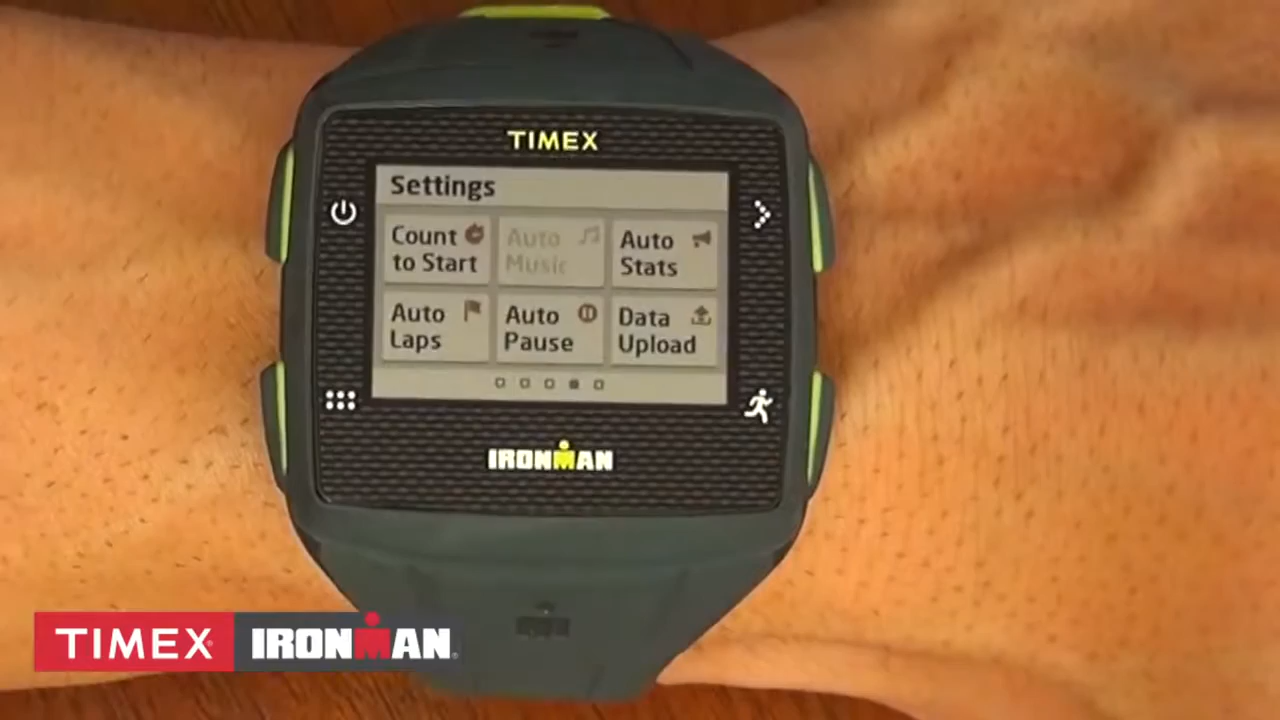 TIMEX
Settings
Count to Start
Auto Music
Auto Stats
Auto Laps
Auto Pause
Data Upload
IRONMAN
TIMEX IRONMAN